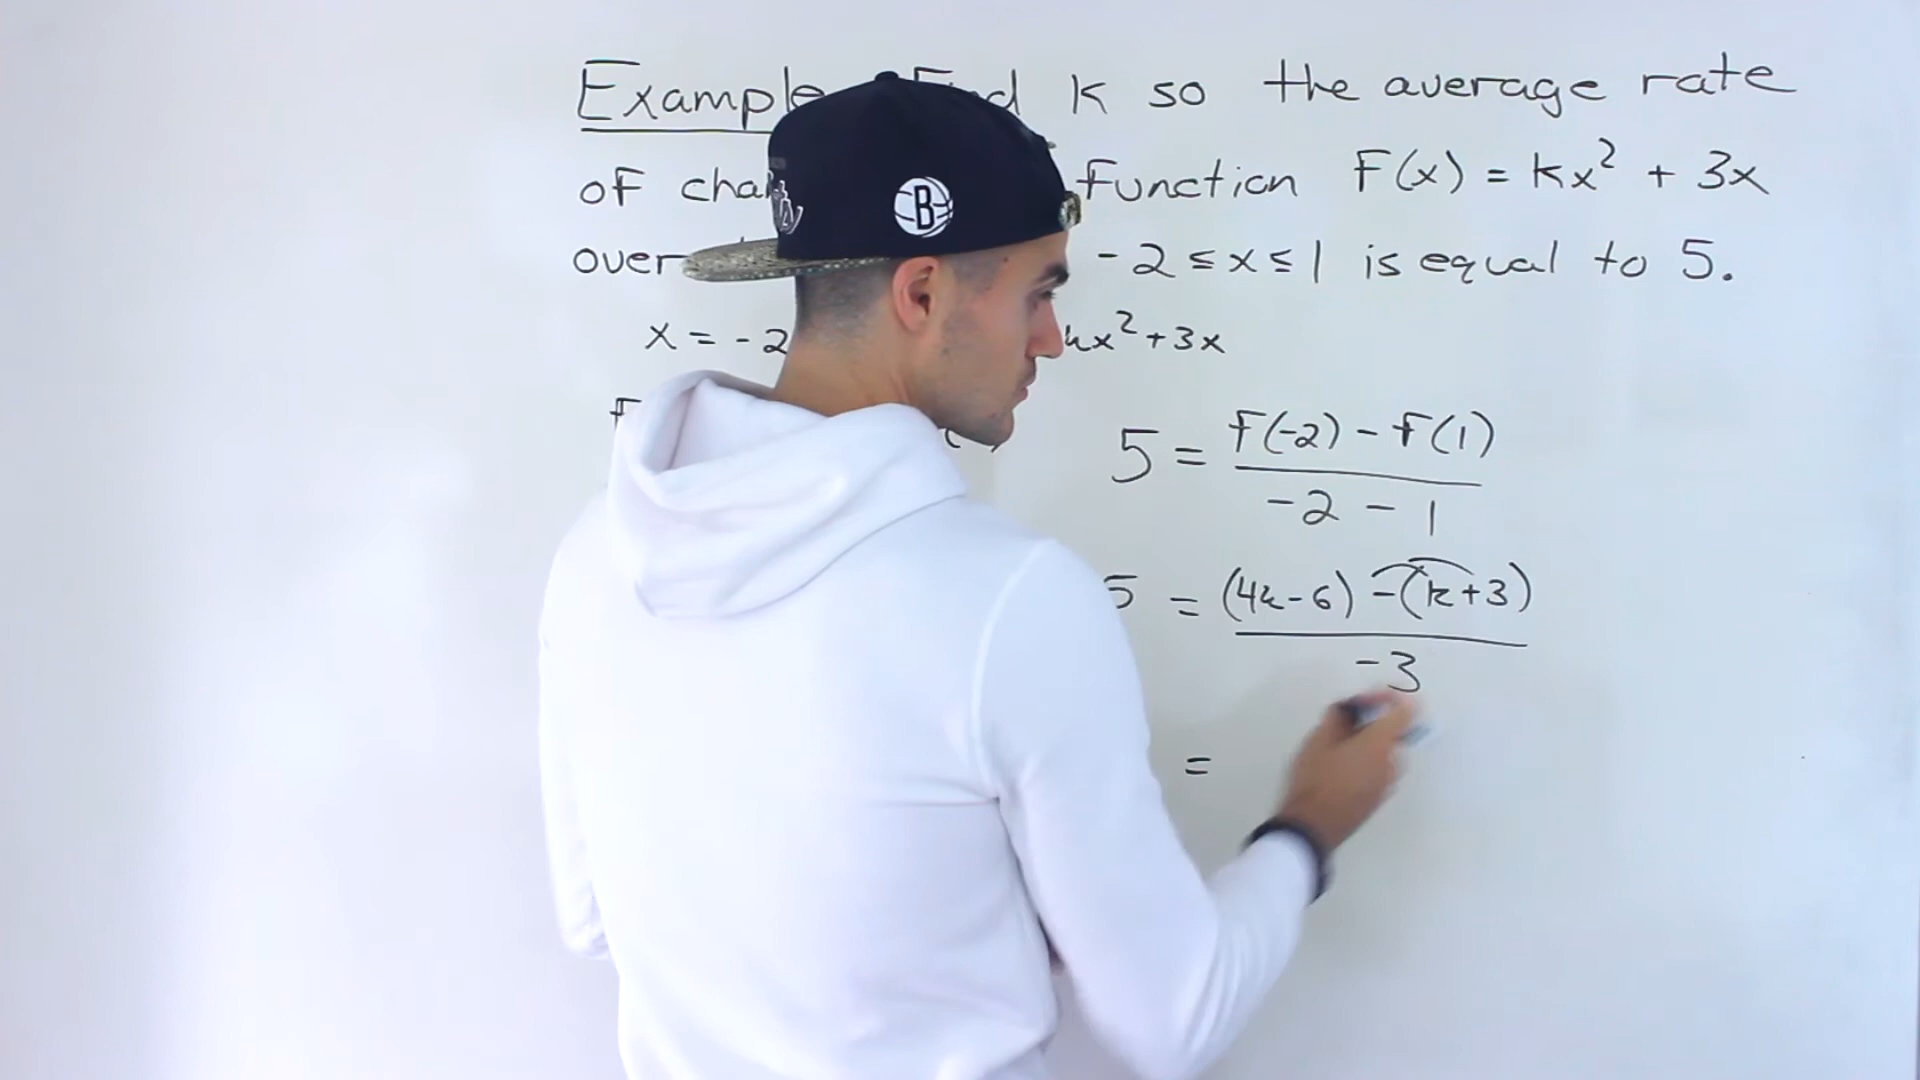 Example Find k so the average rate
of function F(x) = kx² + 3x
over -2 ≤ x ≤ 1 is equal to 5.
x = -2 kx²+3x
5 = F(-2) - F(1)
-2 - 1
5 = (4k-6) -(k+3)
-3
=
B